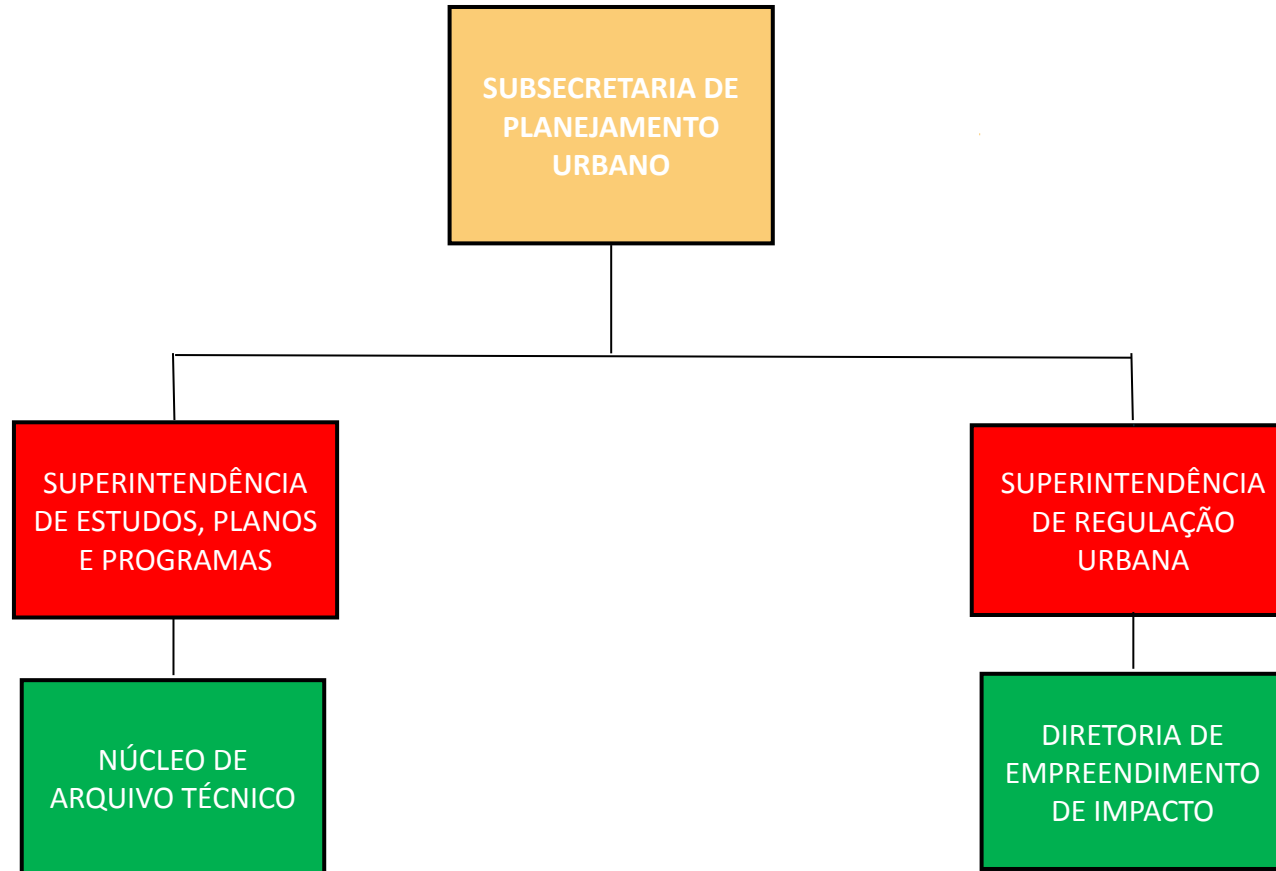 SUBSECRETARIA DE
PLANEJAMENTO
URBANO
SUPERINTENDÊNCIA
DE ESTUDOS, PLANOS
E PROGRAMAS
SUPERINTENDÊNCIA
DE REGULAÇÃO
URBANA
NÚCLEO DE
ARQUIVO TÉCNICO
DIRETORIA DE
EMPREENDIMENTO
DE IMPACTO